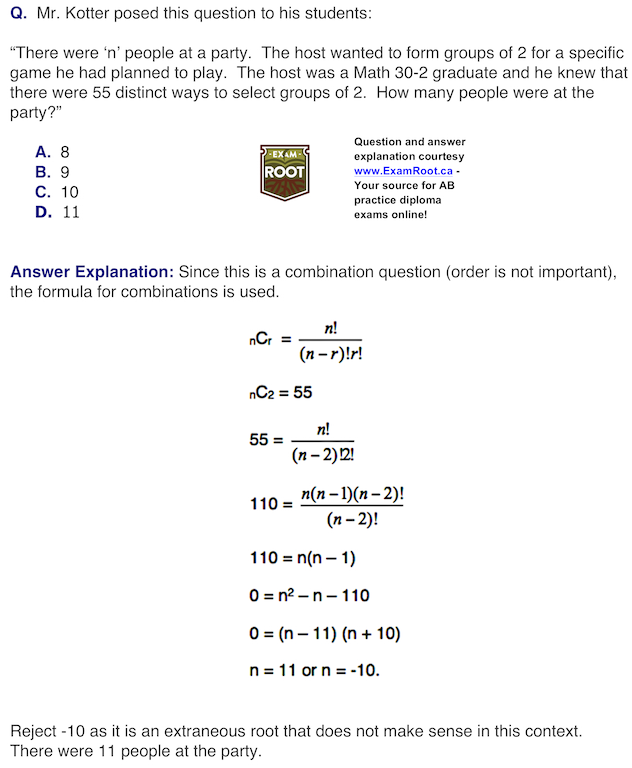 Q. Mr. Kotter posed this question to his students:
“There were ‘n’ people at a party. The host wanted to form groups of 2 for a specific
game he had planned to play. The host was a Math 30-2 graduate and he knew that
there were 55 distinct ways to select groups of 2. How many people were at the
party?”
A. 8
B. 9
C. 10
D. 11
EXAM
ROOT
Question and answer
explanation courtesy
www.ExamRoot.ca -
Your source for AB
practice diploma
exams online!
Answer Explanation: Since this is a combination question (order is not important),
the formula for combinations is used.
nCr = n!/(n – r)!r!
nC2 = 55
55 = n!/(n – 2)!2!
110 = n(n – 1)(n – 2)!/(n – 2)!
110 = n(n – 1)
0 = n² – n – 110
0 = (n – 11) (n + 10)
n = 11 or n = -10.
Reject -10 as it is an extraneous root that does not make sense in this context.
There were 11 people at the party.